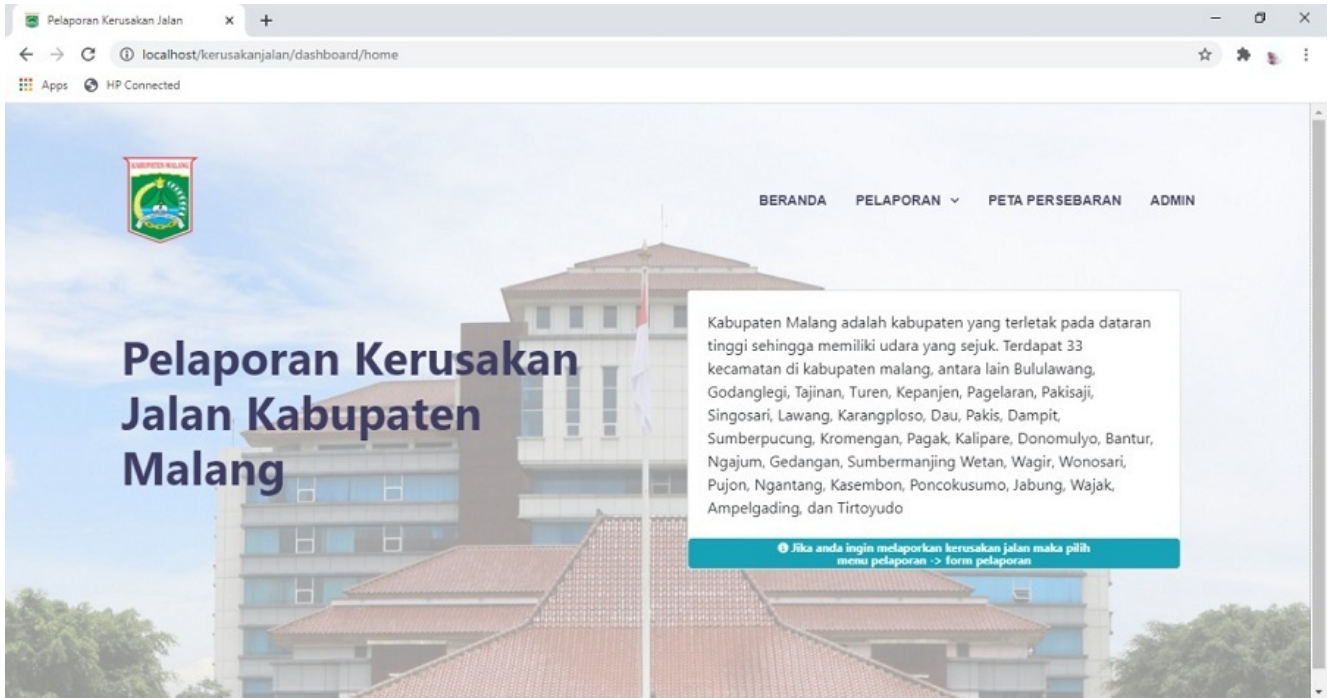 Pelaporan Kerusakan Jalan
localhost/kerusakanjalan/dashboard/home
Apps
HP Connected
KABUPATEN MALANG
BERANDA
PELAPORAN
PETA PERSEBARAN
ADMIN
Pelaporan Kerusakan
Jalan Kabupaten
Malang
Kabupaten Malang adalah kabupaten yang terletak pada dataran
tinggi sehingga memiliki udara yang sejuk. Terdapat 33
kecamatan di kabupaten malang, antara lain Bululawang,
Godanglegi, Tajinan, Turen, Kepanjen, Pagelaran, Pakisaji,
Singosari, Lawang, Karangploso, Dau, Pakis, Dampit,
Sumberpucung, Kromengan, Pagak, Kalipare, Donomulyo, Bantur,
Ngajum, Gedangan, Sumbermanjing Wetan, Wagir, Wonosari,
Pujon, Ngantang, Kasembon, Poncokusumo, Jabung, Wajak,
Ampelgading, dan Tirtoyudo
Jika anda ingin melaporkan kerusakan jalan maka pilih
menu pelaporan -> form pelaporan